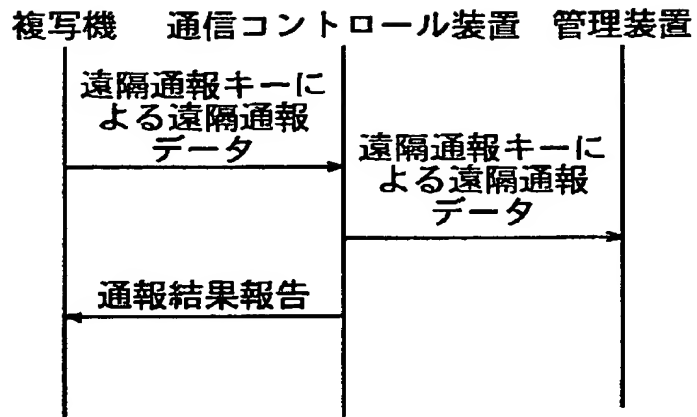 複写機 通信コントロール装置 管理装置
遠隔通報キーに
よる遠隔通報
データ
遠隔通報キーに
よる遠隔通報
データ
通報結果報告